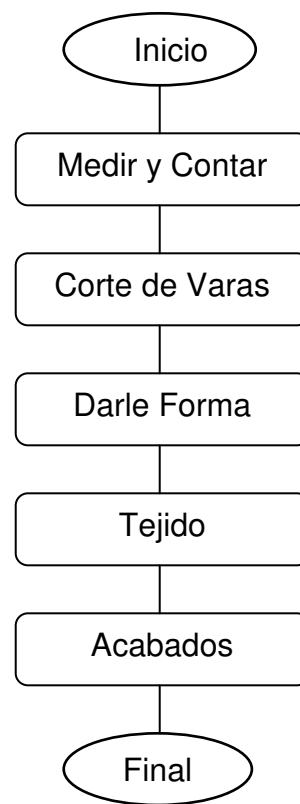 Inicio
Medir y Contar
Corte de Varas
Darle Forma
Tejido
Acabados
Final